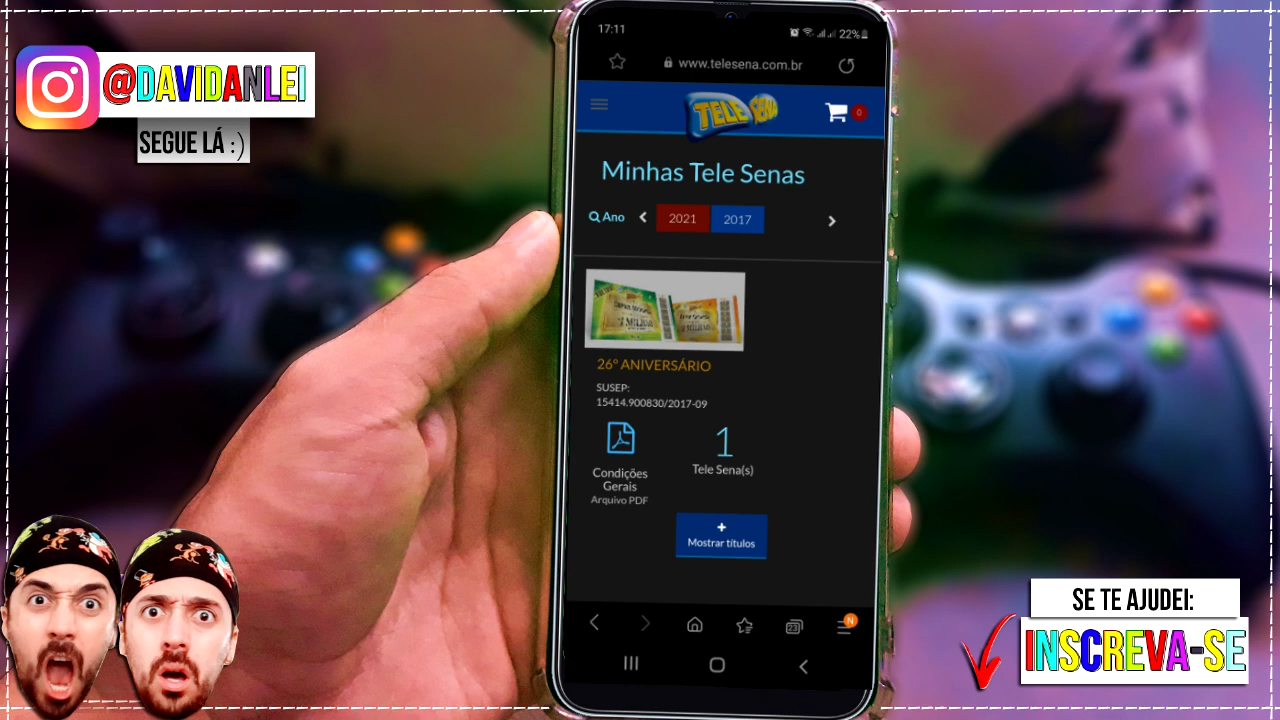 @DAVIDANLEI
SEGUE LÁ :)
17:11
22%
www.telesena.com.br
TELE SENA
0
Minhas Tele Senas
Ano
2021
2017
26º ANIVERSÁRIO
SUSEP:
15414.900830/2017-09
Condições
Gerais
Arquivo PDF
1
Tele Sena(s)
+
Mostrar títulos
23
N
SE TE AJUDEI:
INSCREVA-SE